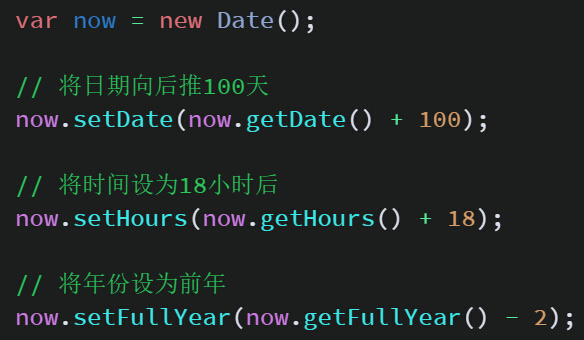 var now = new Date();
// 将日期向后推100天
now.setDate(now.getDate() + 100);
// 将时间设为18小时后
now.setHours(now.getHours() + 18);
// 将年份设为前年
now.setFullYear(now.getFullYear() - 2);